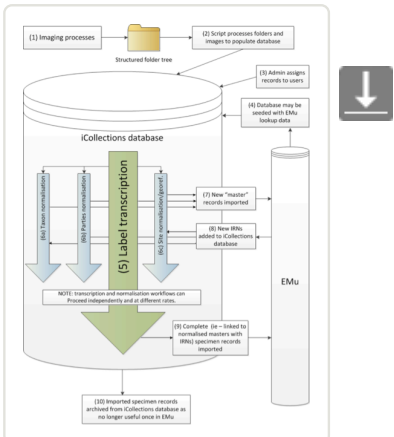 (1) Imaging processes
Structured folder tree
(2) Script processes folders and
images to populate database
(3) Admin assigns
records to users
(4) Database may be
seeded with EMu
lookup data
iCollections database
(6a) Taxon normalisation
(6b) Parties normalisation
(5) Label transcription
(6c) Site normalisation/georef.
(7) New "master"
records imported
(8) New IRNs
added to iCollections
database
EMu
NOTE: transcription and normalisation workflows can
Proceed independently and at different rates.
(9) Complete (ie – linked to
normalised masters with
IRNs) specimen records
imported
(10) Imported specimen records
archived from iCollections database as
no longer useful once in EMu